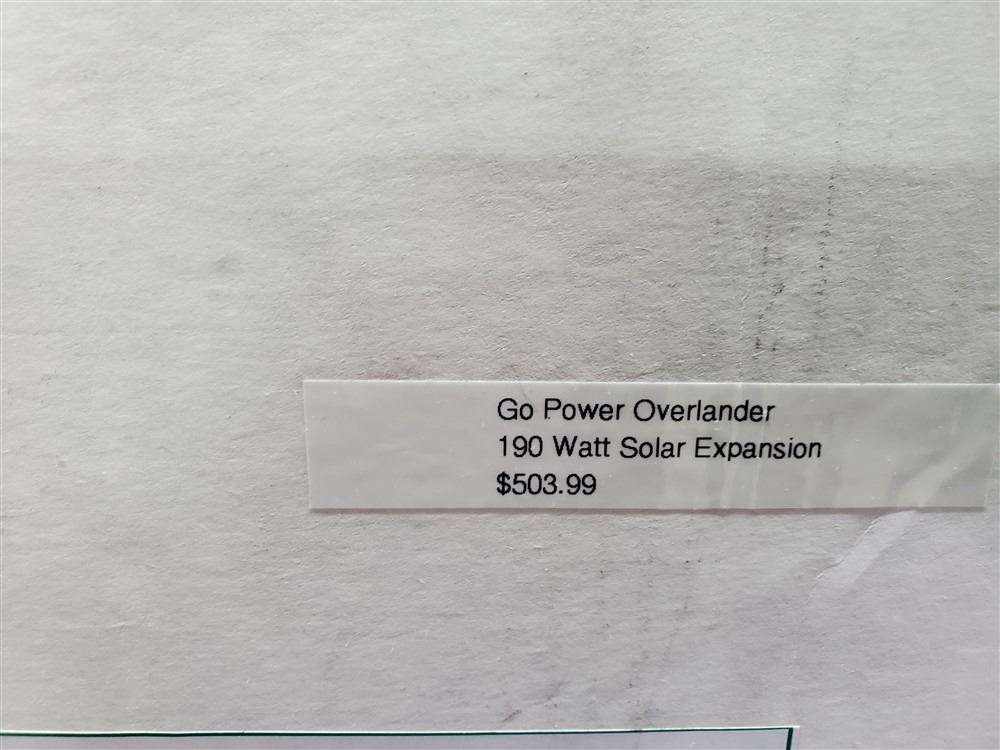 Go Power Overlander
190 Watt Solar Expansion
$503.99